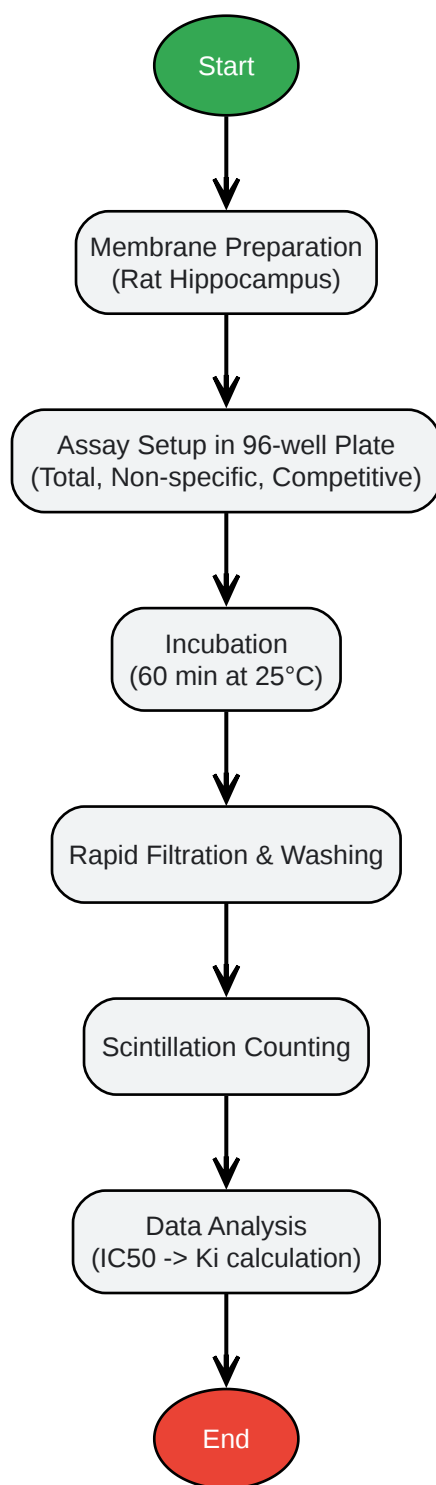 Start
Membrane Preparation
(Rat Hippocampus)
Assay Setup in 96-well Plate
(Total, Non-specific, Competitive)
Incubation
(60 min at 25°C)
Rapid Filtration & Washing
Scintillation Counting
Data Analysis
(IC50 -> Ki calculation)
End